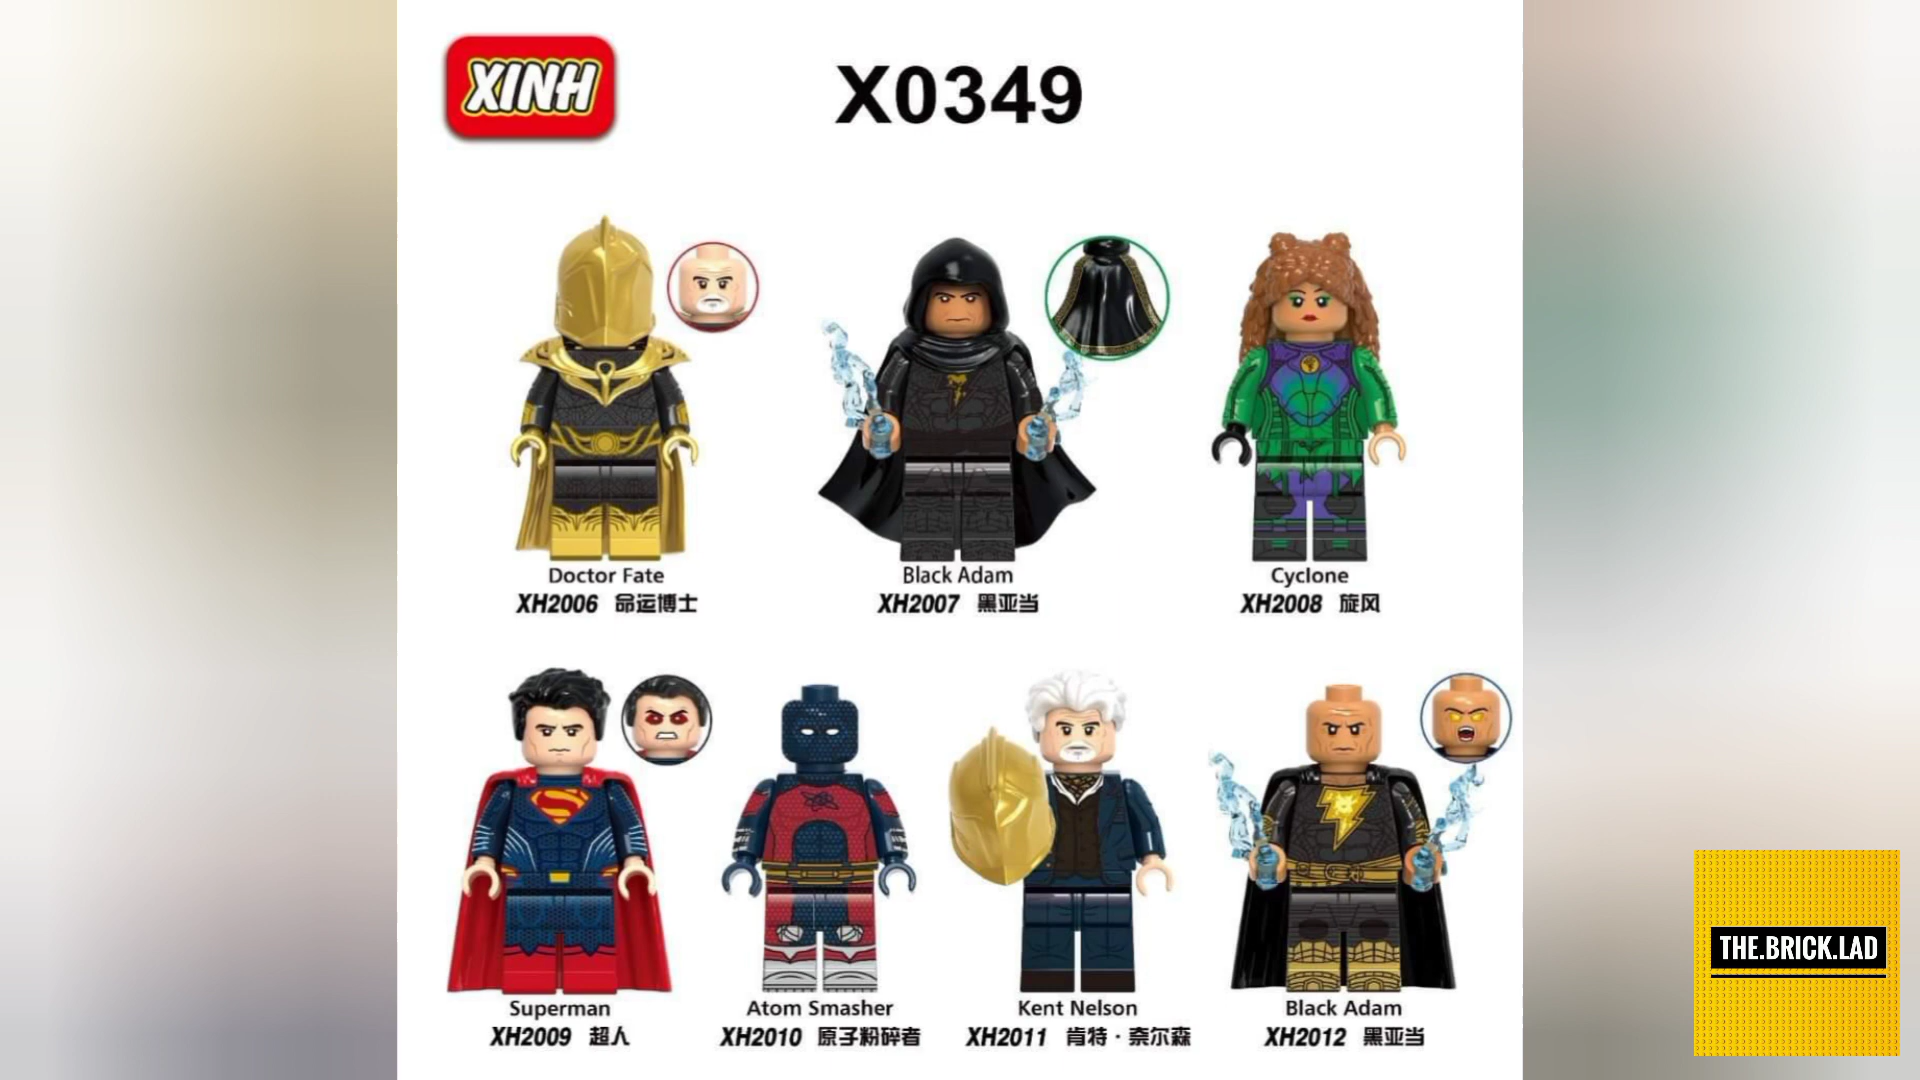 XINH
X0349
Doctor Fate
XH2006 命运博士
Black Adam
XH2007 黑亚当
Cyclone
XH2008 旋风
Superman
XH2009 超人
Atom Smasher
XH2010 原子粉碎者
Kent Nelson
XH2011 肯特·奈尔森
Black Adam
XH2012 黑亚当
THE.BRICK.LAD